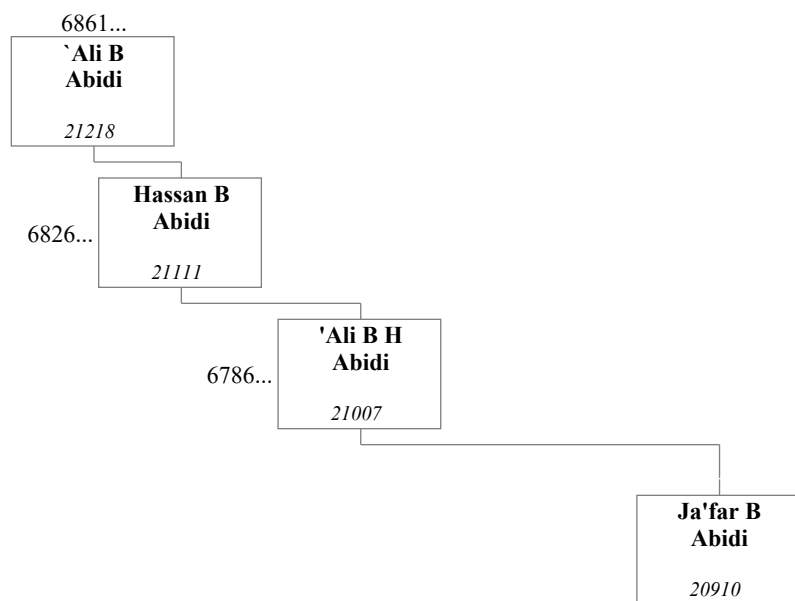 6861...
`Ali B
Abidi
21218
Hassan B
Abidi
6826...
21111
'Ali B H
Abidi
6786...
21007
Ja'far B
Abidi
20910